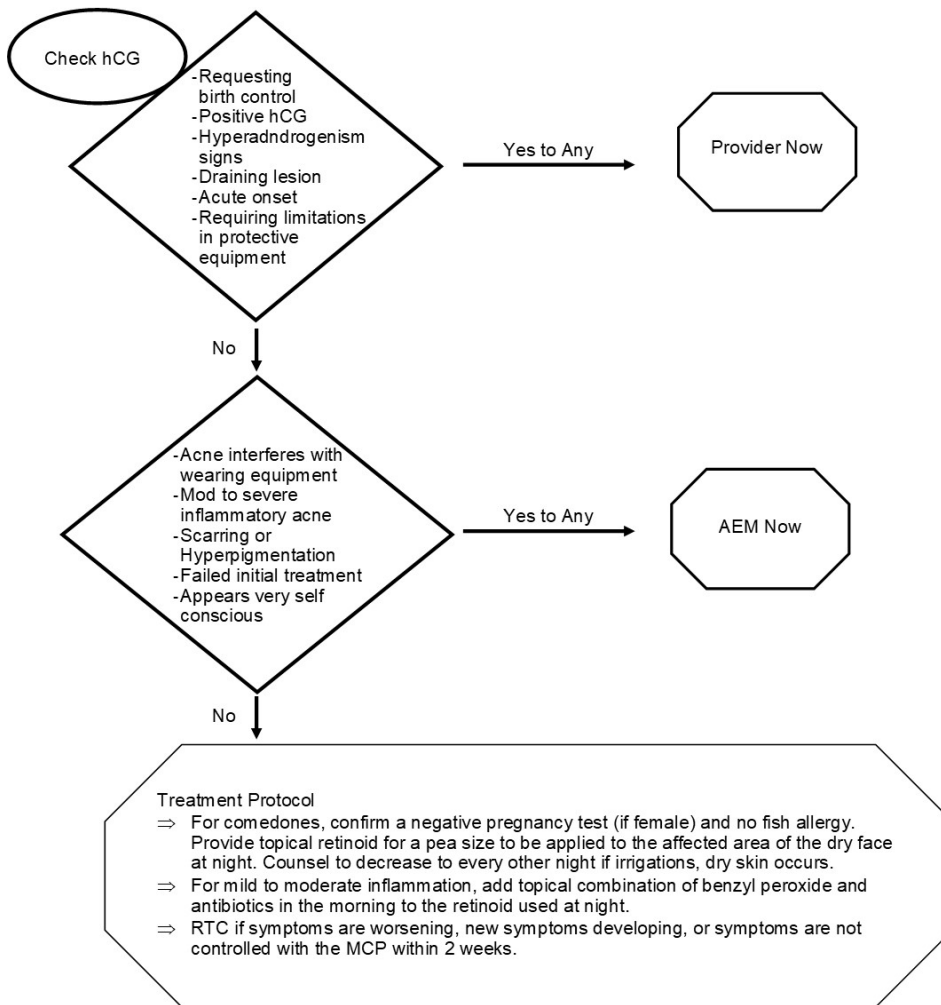 Check hCG
-Requesting
birth control
-Positive hCG
-Hyperadndrogenism
signs
-Draining lesion
-Acute onset
-Requiring limitations
in protective
equipment
Yes to Any
Provider Now
No
-Acne interferes with
wearing equipment
-Mod to severe
inflammatory acne
-Scarring or
Hyperpigmentation
-Failed initial treatment
-Appears very self
conscious
Yes to Any
AEM Now
No
Treatment Protocol
⇒ For comedones, confirm a negative pregnancy test (if female) and no fish allergy.
Provide topical retinoid for a pea size to be applied to the affected area of the dry face
at night. Counsel to decrease to every other night if irrigations, dry skin occurs.
⇒ For mild to moderate inflammation, add topical combination of benzyl peroxide and
antibiotics in the morning to the retinoid used at night.
⇒ RTC if symptoms are worsening, new symptoms developing, or symptoms are not
controlled with the MCP within 2 weeks.